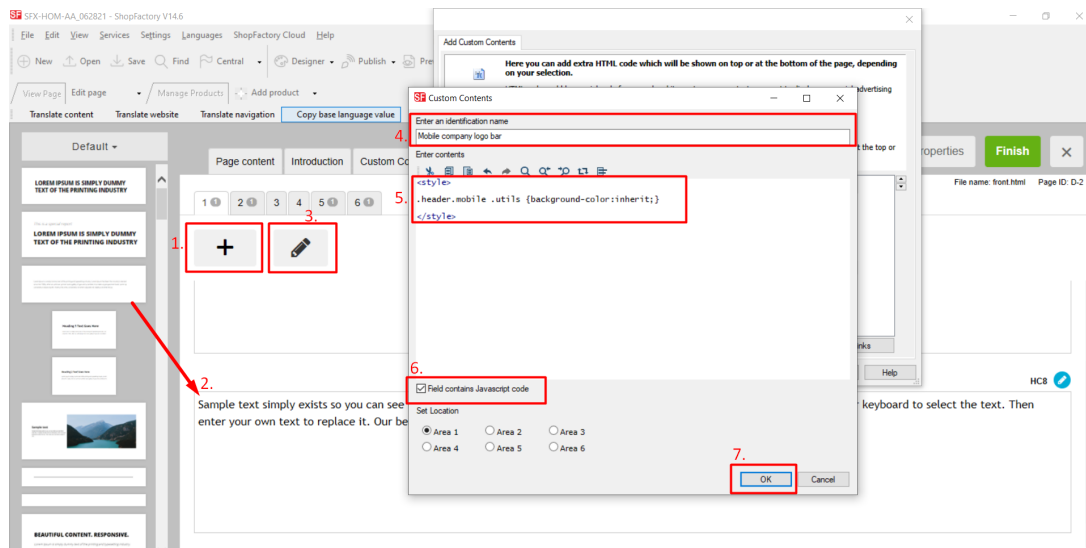 SFX-HOM-AA_062821 - ShopFactory V14.6
File Edit View Services Settings Languages ShopFactory Cloud Help
New Open Save Find Central Designer Publish Pre
View Page Edit page Manage Products Add product
Translate content Translate website Translate navigation Copy base language value
Default
LOREM IPSUM IS SIMPLY DUMMY
TEXT OF THE PRINTING INDUSTRY
LOREM IPSUM IS SIMPLY DUMMY
TEXT OF THE PRINTING INDUSTRY
BEAUTIFUL CONTENT. RESPONSIVE.
Page content Introduction Custom Co
1 2 3 4 5 6
1.
3.
2.
Sample text simply exists so you can see
enter your own text to replace it. Our be
keyboard to select the text. Then
Add Custom Contents
Here you can add extra HTML code which will be shown on top or at the bottom of the page, depending
on your selection.
advertising
t the top or
inks
Help
Custom Contents
Enter an identification name
4.
Mobile company logo bar
Enter contents
5.
<style>
.header.mobile .utils {background-color:inherit;}
</style>
6.
Field contains Javascript code
Set Location
Area 1 Area 2 Area 3
Area 4 Area 5 Area 6
7.
OK Cancel
roperties Finish
File name: front.html Page ID: D-2
HC8